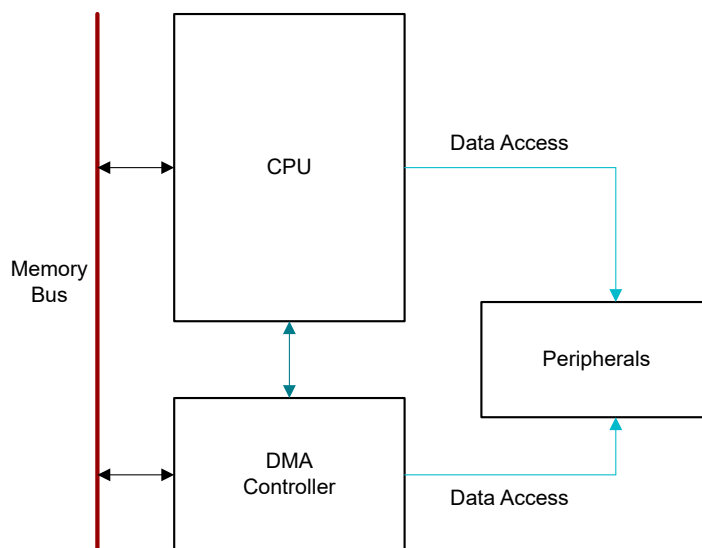 CPU
Data Access
Memory
Bus
Peripherals
DMA
Controller
Data Access